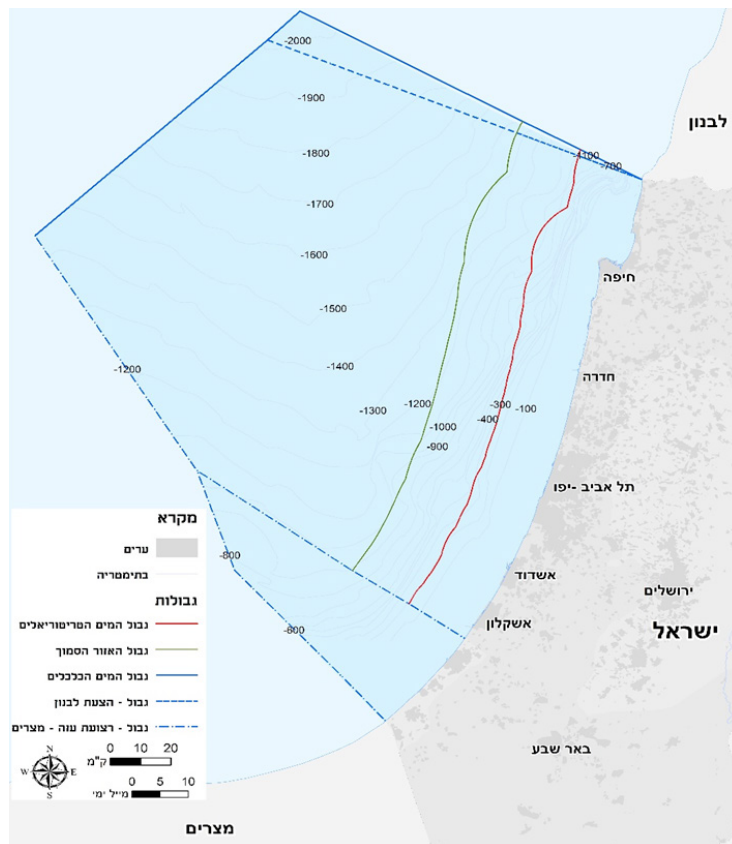 -2000
-1900
לבנון
-1800
-1100
-700
-1700
-1600
חיפה
-1500
-1400
-1200
חדרה
-1300
-1200
-300
-100
-400
-1000
-900
תל אביב -יפו
מקרא
ערים
בתימטריה
גבולות
גבול המים הטריטוריאלים
גבול האזור הסמוך
גבול המים הכלכלים
גבול - הצעת לבנון
גבול - רצועת עזה - מצרים
-800
-600
אשדוד
ירושלים
אשקלון
ישראל
באר שבע
N
W
E
S
0 10 20
ק"מ
0 5 10
מייל ימי
מצרים